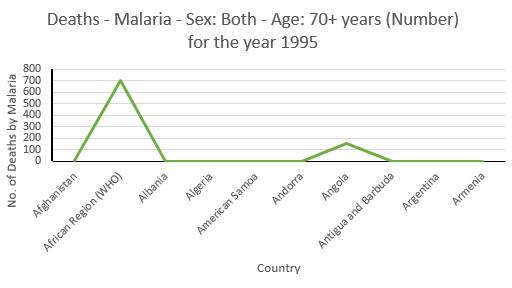 Deaths - Malaria - Sex: Both - Age: 70+ years (Number)
for the year 1995
No. of Deaths by Malaria
800
700
600
500
400
300
200
100
0
Afghanistan
African Region (WHO)
Albania
Algeria
American Samoa
Andorra
Angola
Antigua and Barbuda
Argentina
Armenia
Country